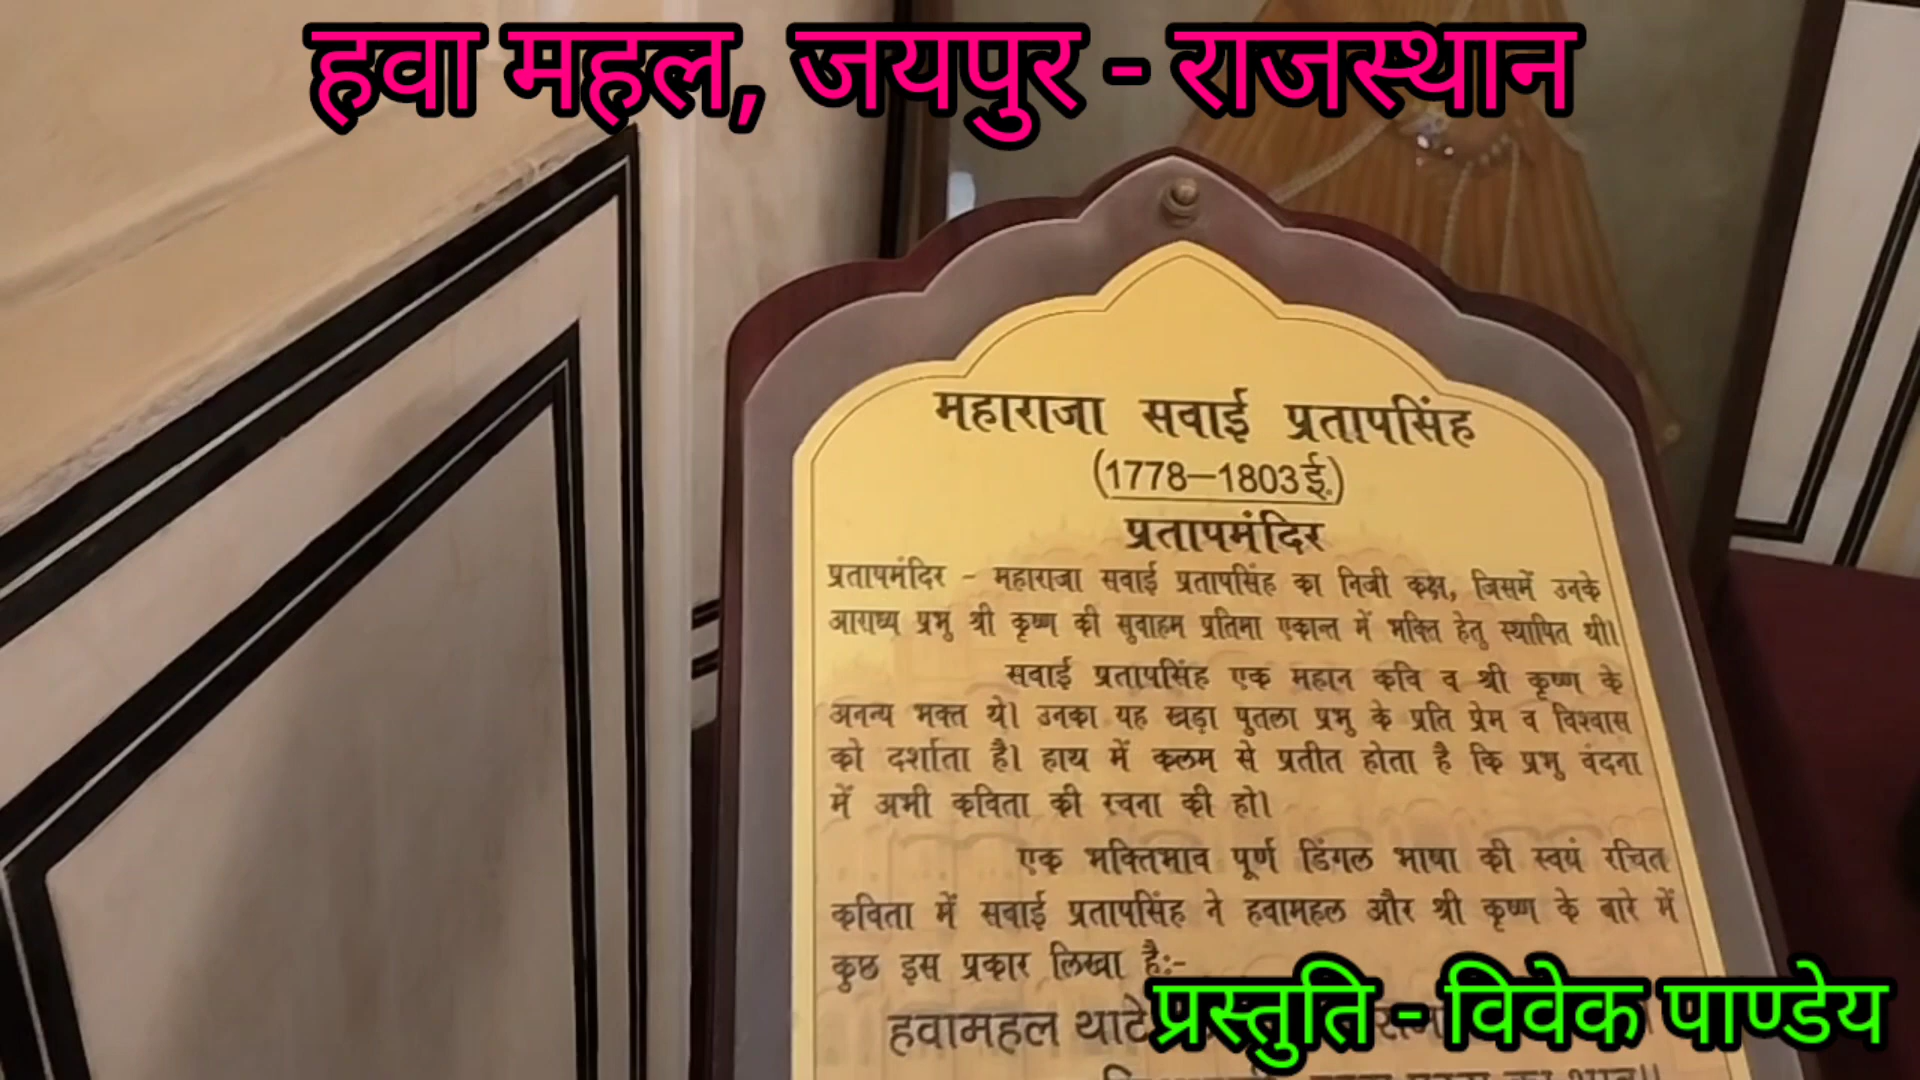 हवा महल, जयपुर - राजस्थान
महाराजा सवाई प्रतापसिंह
(1778–1803 ई.)
प्रतापमंदिर
प्रतापमंदिर - महाराजा सवाई प्रतापसिंह का निजी कक्ष, जिसमें उनके
आराध्य प्रभु श्री कृष्ण की सुवाहम प्रतिमा एकान्त में भक्ति हेतु स्थापित थी।
सवाई प्रतापसिंह एक महान कवि व श्री कृष्ण के
अनन्य भक्त थे। उनका यह खड़ा पुतला प्रभु के प्रति प्रेम व विश्वास
को दर्शाता है। हाथ में कलम से प्रतीत होता है कि प्रभु वंदना
में अभी कविता की रचना की हो।
एक भक्तिभाव पूर्ण डिंगल भाषा की स्वयं रचित
कविता में सवाई प्रतापसिंह ने हवामहल और श्री कृष्ण के बारे में
कुछ इस प्रकार लिखा है:-
हवामहल याते
प्रस्तुति - विवेक पाण्डेय